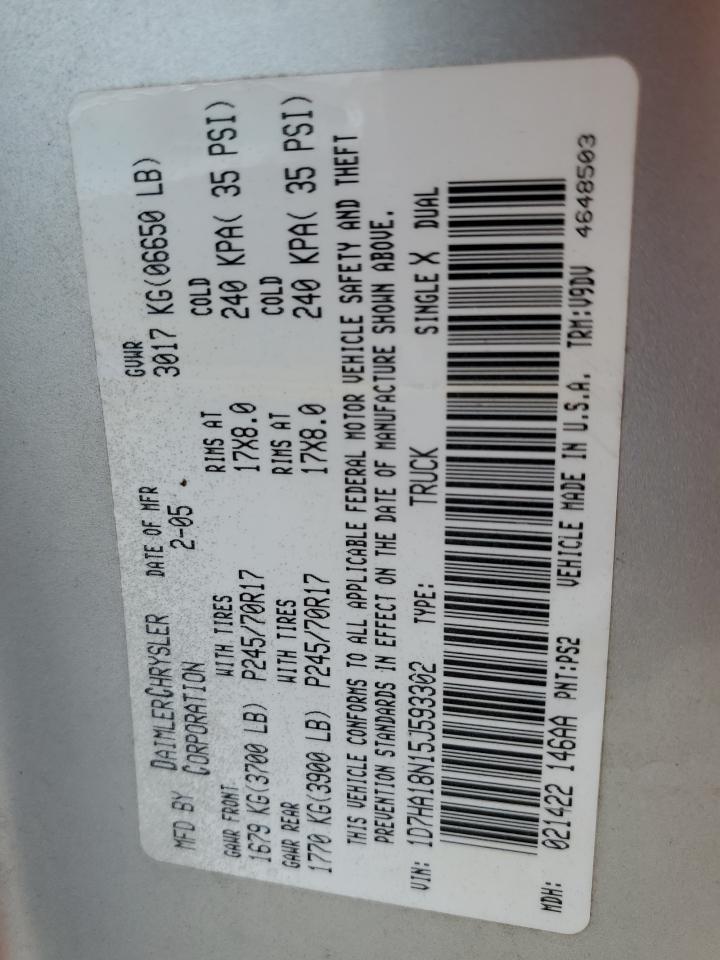 MFD BY DAIMLERCHRYSLER DATE OF MFR GVWR
CORPORATION 2-05 3017 KG(06650 LB)
GAWR FRONT WITH TIRES RIMS AT COLD
1679 KG(3700 LB) P245/70R17 17X8.0 240 KPA( 35 PSI)
GAWR REAR WITH TIRES RIMS AT COLD
1770 KG(3900 LB) P245/70R17 17X8.0 240 KPA( 35 PSI)
THIS VEHICLE CONFORMS TO ALL APPLICABLE FEDERAL MOTOR VEHICLE SAFETY AND THEFT
PREVENTION STANDARDS IN EFFECT ON THE DATE OF MANUFACTURE SHOWN ABOVE.
VIN: 1D7HA18N15J593302 TYPE: TRUCK SINGLE X DUAL
MDH: 021422 146AA PNT:PS2 VEHICLE MADE IN U.S.A. TRM:V9DV 4648503